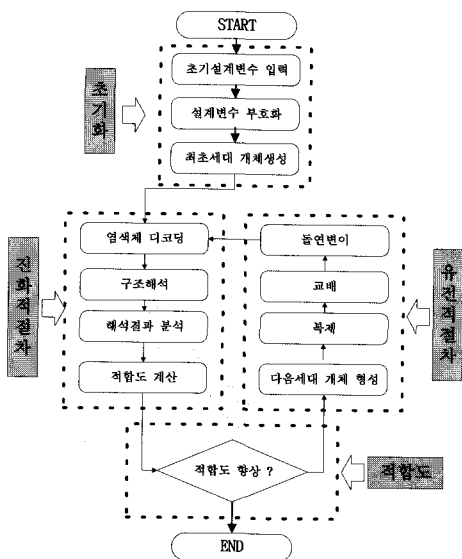 START
초기설계변수 입력
설계변수 부호화
최초세대 개체생성
초기화
염색체 디코딩
구조해석
해석결과 분석
적합도 계산
진화적절차
돌연변이
교배
복제
다음세대 개체 형성
유전적절차
적합도 향상 ?
적합도
END